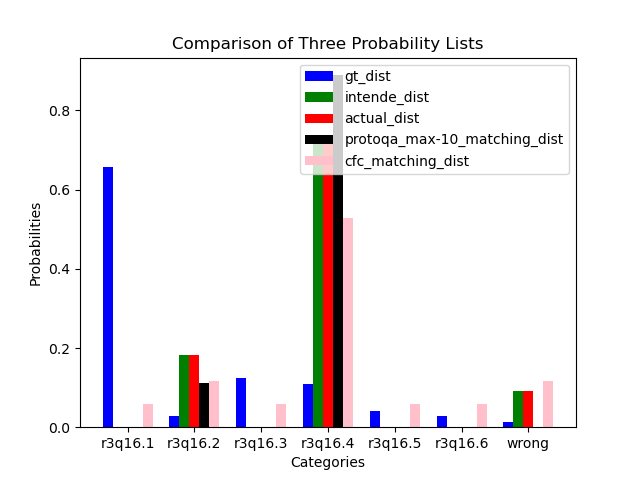 Comparison of Three Probability Lists
gt_dist
intende_dist
actual_dist
protoqa_max-10_matching_dist
cfc_matching_dist
Probabilities
0.8
0.6
0.4
0.2
0.0
r3q16.1 r3q16.2 r3q16.3 r3q16.4 r3q16.5 r3q16.6 wrong
Categories